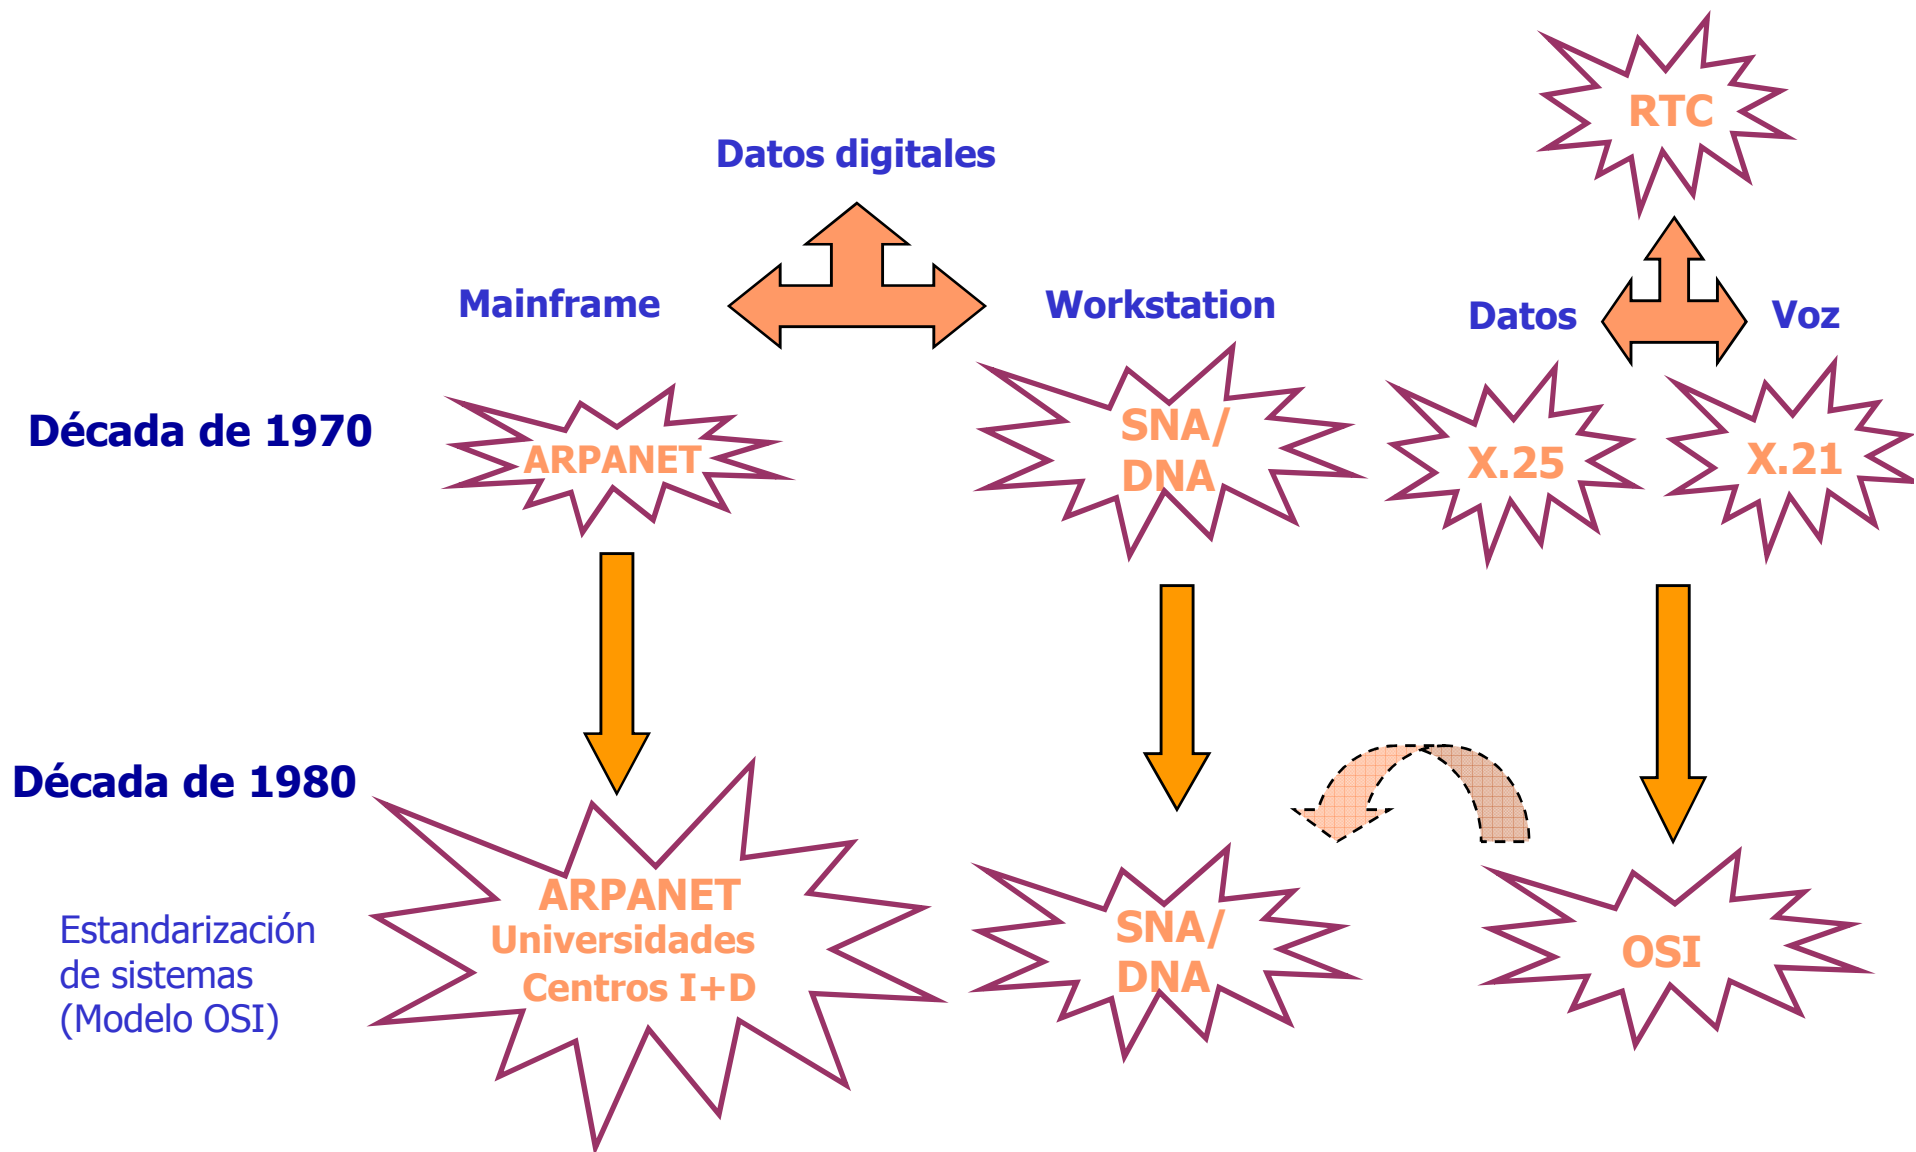 RTC
Datos digitales
Mainframe
Workstation
Datos
Voz
Década de 1970
ARPANET
SNA/
DNA
X.25
X.21
Década de 1980
Estandarización
de sistemas
(Modelo OSI)
ARPANET
Universidades
Centros I+D
SNA/
DNA
OSI